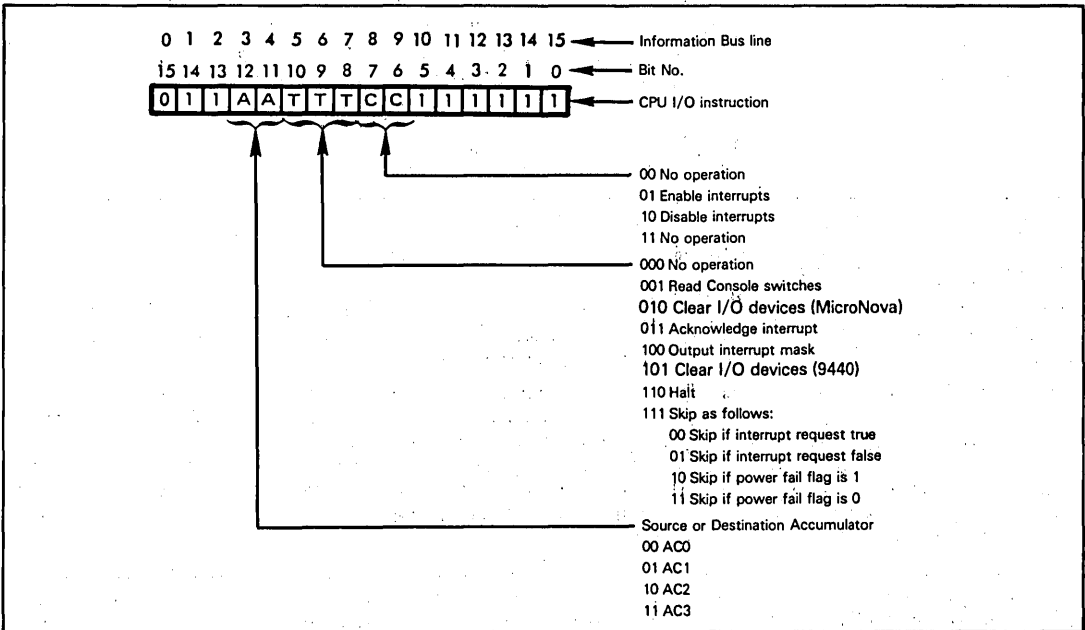 0 1 2 3 4 5 6 7 8 9 10 11 12 13 14 15 Information Bus line
15 14 13 12 11 10 9 8 7 6 5 4 3 2 1 0 Bit No.
0 1 1 A A T T T C C 1 1 1 1 1 1 CPU I/O instruction
00 No operation
01 Enable interrupts
10 Disable interrupts
11 No operation
000 No operation
001 Read Console switches
010 Clear I/O devices (MicroNova)
011 Acknowledge interrupt
100 Output interrupt mask
101 Clear I/O devices (9440)
110 Halt
111 Skip as follows:
00 Skip if interrupt request true
01 Skip if interrupt request false
10 Skip if power fail flag is 1
11 Skip if power fail flag is 0
Source or Destination Accumulator
00 AC0
01 AC1
10 AC2
11 AC3